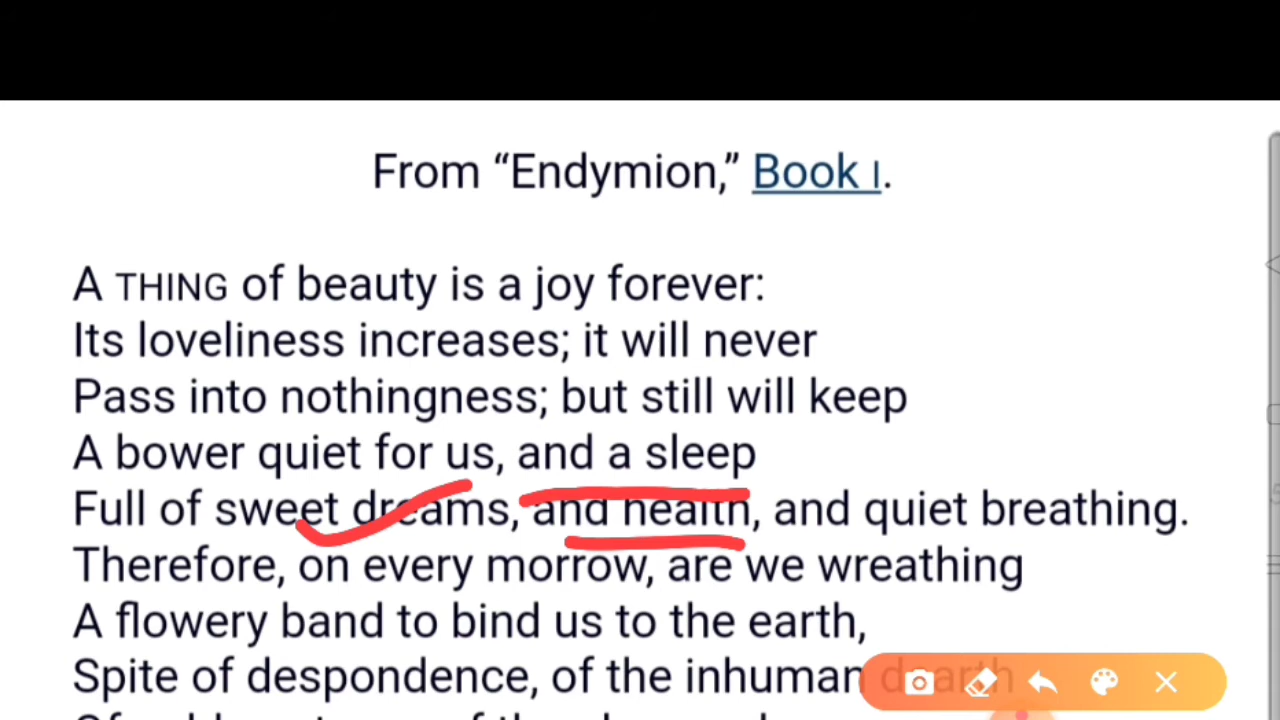 From “Endymion,” Book I.
A THING of beauty is a joy forever:
Its loveliness increases; it will never
Pass into nothingness; but still will keep
A bower quiet for us, and a sleep
Full of sweet dreams, and health, and quiet breathing.
Therefore, on every morrow, are we wreathing
A flowery band to bind us to the earth,
Spite of despondence, of the inhuman dearth